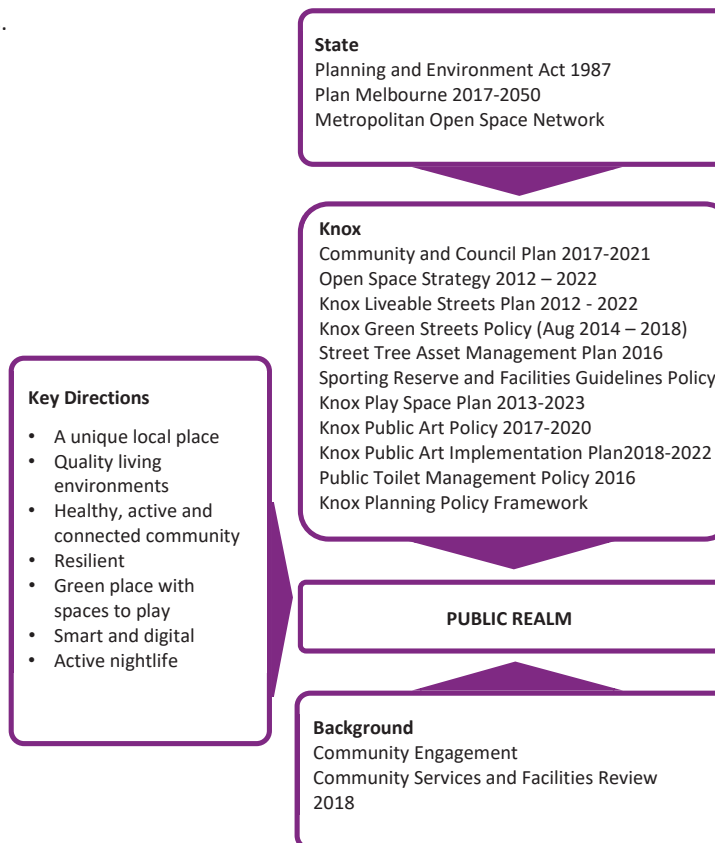 .
State
Planning and Environment Act 1987
Plan Melbourne 2017-2050
Metropolitan Open Space Network
Knox
Community and Council Plan 2017-2021
Open Space Strategy 2012 – 2022
Knox Liveable Streets Plan 2012 - 2022
Knox Green Streets Policy (Aug 2014 – 2018)
Street Tree Asset Management Plan 2016
Sporting Reserve and Facilities Guidelines Policy
Knox Play Space Plan 2013-2023
Knox Public Art Policy 2017-2020
Knox Public Art Implementation Plan2018-2022
Public Toilet Management Policy 2016
Knox Planning Policy Framework
Key Directions
• A unique local place
• Quality living
environments
• Healthy, active and
connected community
• Resilient
• Green place with
spaces to play
• Smart and digital
• Active nightlife
PUBLIC REALM
Background
Community Engagement
Community Services and Facilities Review
2018